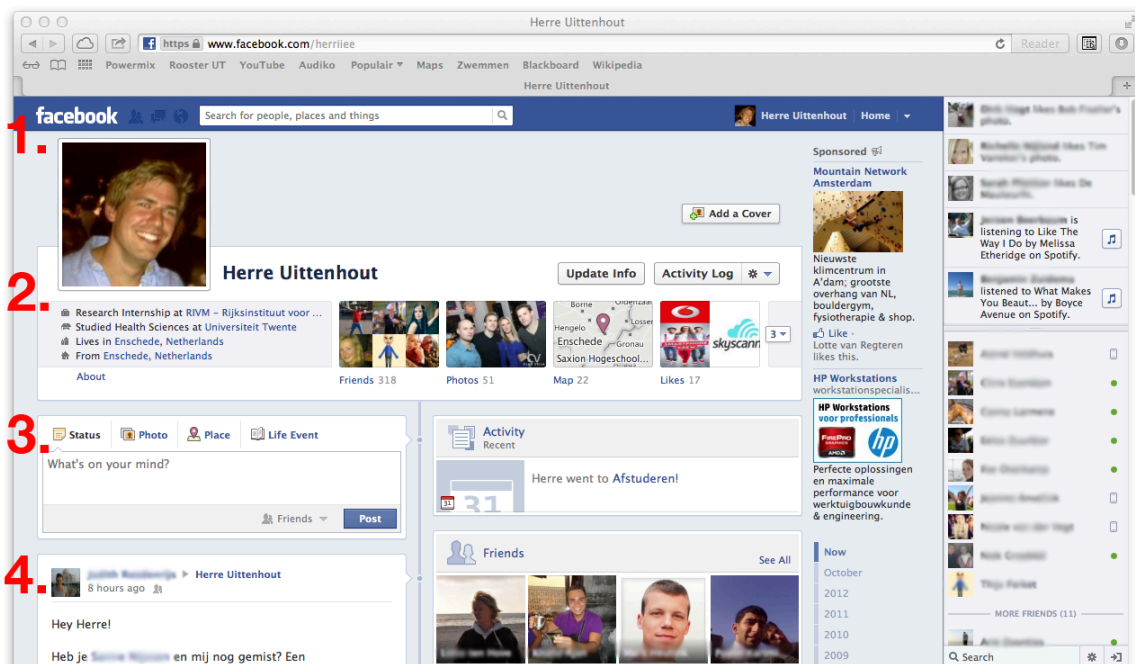 Herre Uittenhout
https www.facebook.com/herriiee
Reader
Powermix Rooster UT YouTube Audiko Populair Maps Zwemmen Blackboard Wikipedia
Herre Uittenhout
1.
facebook
Search for people, places and things
Herre Uittenhout Home
Add a Cover
Herre Uittenhout
Update Info
Activity Log
2.
Research Internship at RIVM – Rijksinstituut voor ...
Studied Health Sciences at Universiteit Twente
Lives in Enschede, Netherlands
From Enschede, Netherlands
About
Friends 318
Photos 51
Borne
Oldenzaal
Losser
Hengelo
Enschede
Gronau
Saxion Hogeschool...
Map 22
skyscann
Likes 17
3
3.
Status
Photo
Place
Life Event
What's on your mind?
Friends
Post
4.
Herre Uittenhout
8 hours ago
Hey Herre!
Heb je
en mij nog gemist? Een
Activity
Recent
31
31
Herre went to Afstuderen!
Friends
See All
Sponsored
Mountain Network
Amsterdam
Nieuwste
klimcentrum in
A'dam; grootste
overhang van NL,
bouldergym,
fysiotherapie & shop.
Like ·
Lotte van Regteren
likes this.
HP Workstations
workstationspecialis...
HP Workstations
voor professionals
FirePro
GRAPHICS
AMD
hp
Perfecte oplossingen
en maximale
performance voor
werktuigbouwkunde
& engineering.
Now
October
2012
2011
2010
2009
photo.
is
listening to Like The
Way I Do by Melissa
Etheridge on Spotify.
listened to What Makes
You Beaut... by Boyce
Avenue on Spotify.
MORE FRIENDS (11)
Search